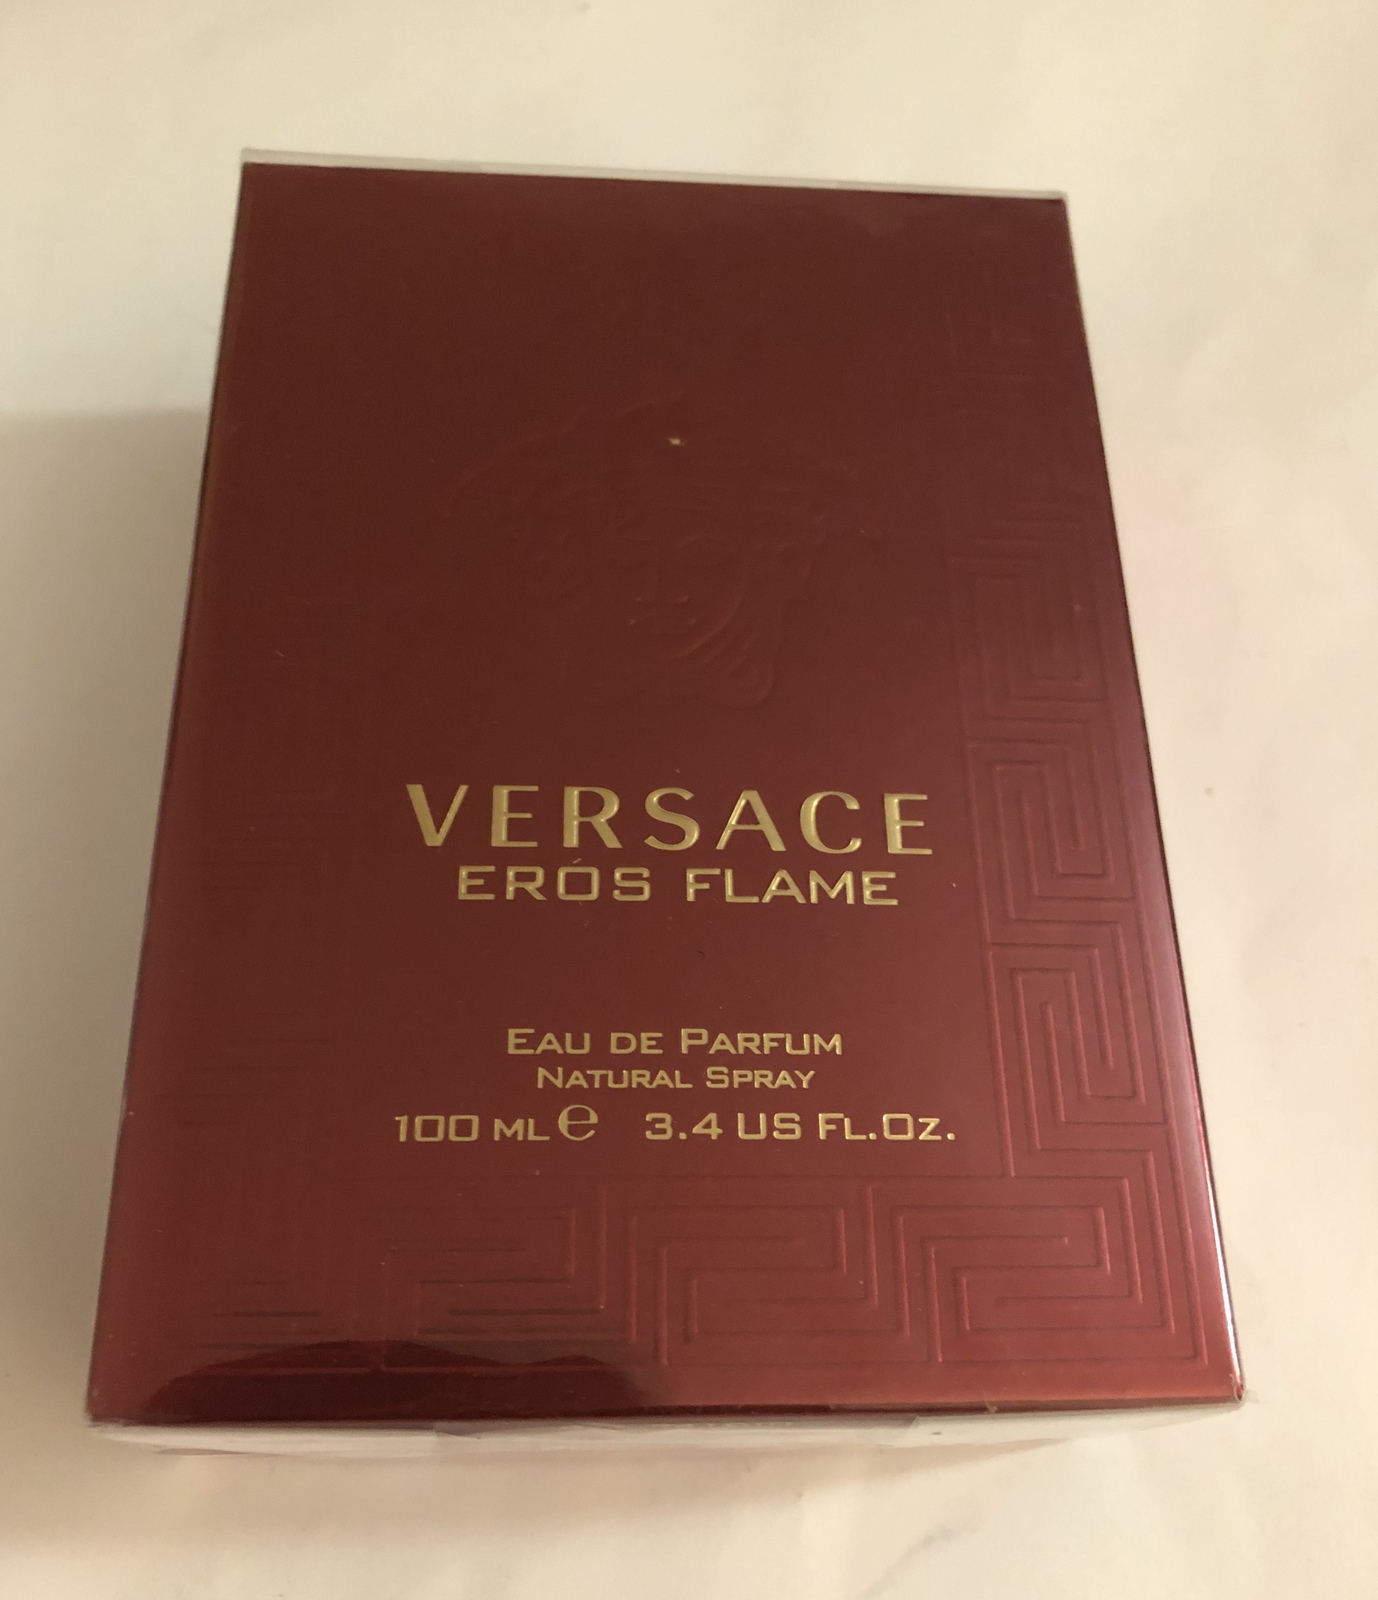 VERSACE
EROS FLAME
EAU DE PARFUM
NATURAL SPRAY
100 ML ℮ 3.4 US FL.OZ.